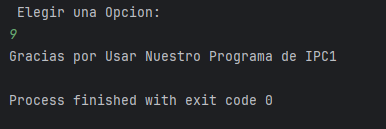 Elegir una Opcion:
9
Gracias por Usar Nuestro Programa de IPC1
Process finished with exit code 0